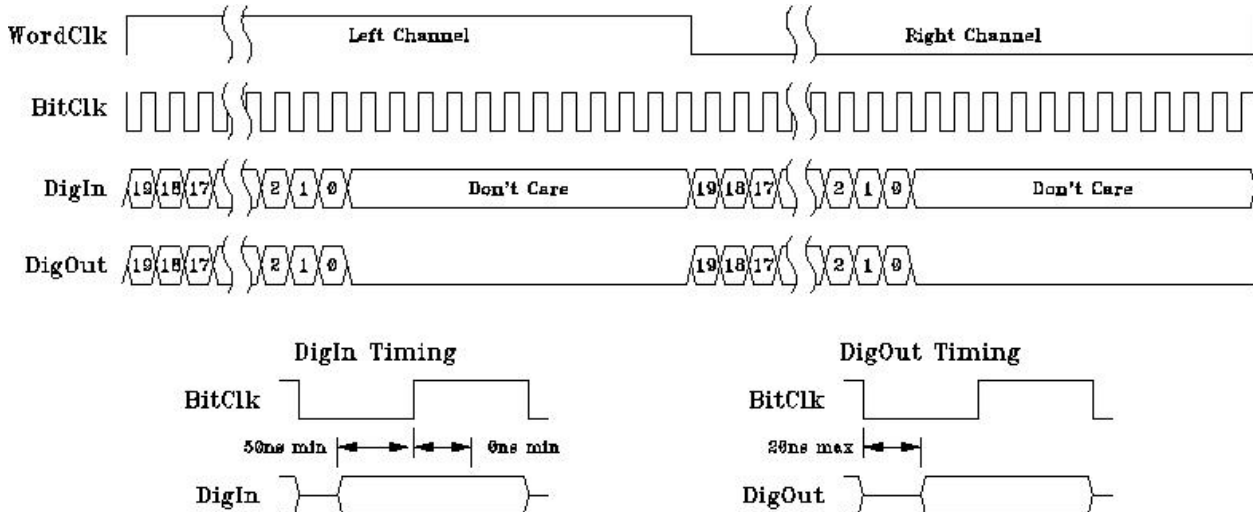 WordClk Left Channel Right Channel
BitClk
DigIn 19 18 17 2 1 0 Don't Care 19 18 17 2 1 0 Don't Care
DigOut 19 18 17 2 1 0 19 18 17 2 1 0
DigIn Timing DigOut Timing
BitClk BitClk
50ns min 0ns min 20ns max
DigIn DigOut